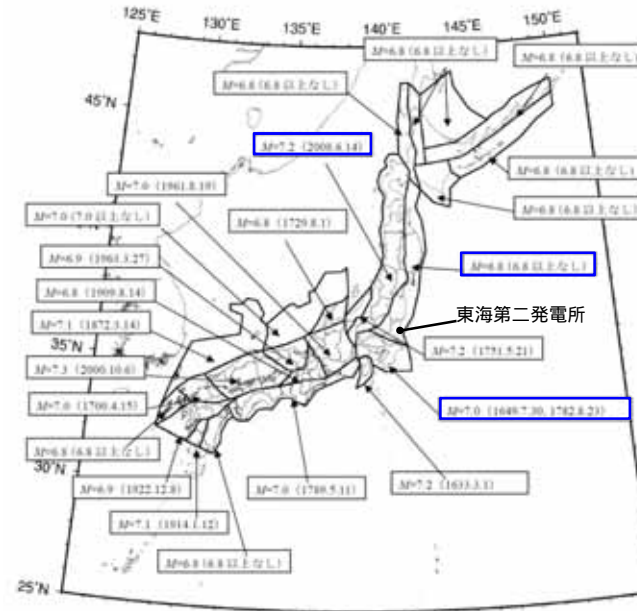 125°E
130°E
135°E
140°E
145°E
150°E
M=6.8 (6.8以上なし)
M=6.8 (6.8以上なし)
M=6.8 (6.8以上なし)
45°N
M=7.2 (2008.6.14)
M=7.0 (1961.8.19)
M=6.8 (6.8以上なし)
M=7.0 (7.0以上なし)
M=6.8 (1729.8.1)
M=6.8 (6.8以上なし)
M=6.9 (1963.3.27)
M=6.8 (6.8以上なし)
M=6.8 (1909.8.14)
東海第二発電所
M=7.1 (1872.3.14)
35°N
M=7.2 (1751.5.21)
M=7.3 (2000.10.6)
M=7.0 (1700.4.15)
M=7.0 (1649.7.30, 1782.8.23)
M=6.8 (6.8以上なし)
30°N
M=6.9 (1922.12.8)
M=7.0 (1789.5.11)
M=7.2 (1633.3.1)
M=7.1 (1914.1.12)
M=6.8 (6.8以上なし)
25°N